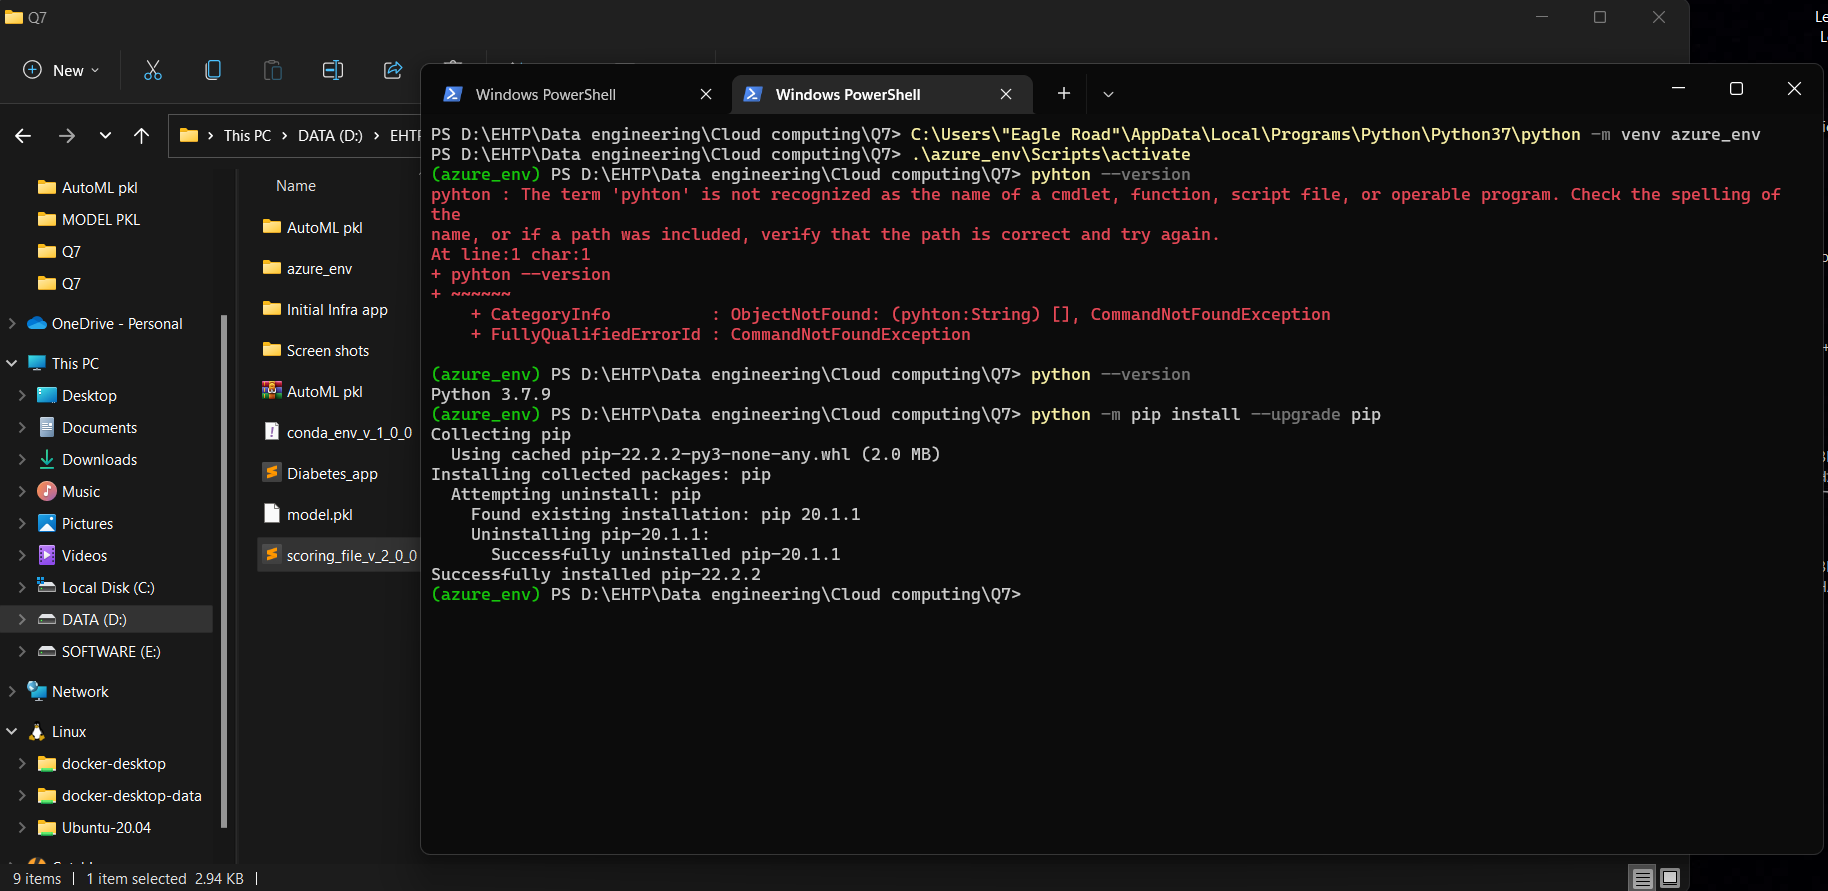 Q7
New
This PC
DATA (D:)
AutoML pkl
MODEL PKL
Q7
Q7
OneDrive - Personal
This PC
Desktop
Documents
Downloads
Music
Pictures
Videos
Local Disk (C:)
DATA (D:)
SOFTWARE (E:)
Network
Linux
docker-desktop
docker-desktop-data
Ubuntu-20.04
9 items
1 item selected 2.94 KB
Name
AutoML pkl
azure_env
Initial Infra app
Screen shots
AutoML pkl
conda_env_v_1_0_0
Diabetes_app
model.pkl
scoring_file_v_2_0_0
Windows PowerShell
Windows PowerShell
PS D:\EHTP\Data engineering\Cloud computing\Q7> C:\Users\"Eagle Road"\AppData\Local\Programs\Python\Python37\python -m venv azure_env
PS D:\EHTP\Data engineering\Cloud computing\Q7> .\azure_env\Scripts\activate
(azure_env) PS D:\EHTP\Data engineering\Cloud computing\Q7> pyhton --version
pyhton : The term 'pyhton' is not recognized as the name of a cmdlet, function, script file, or operable program. Check the spelling of
the
name, or if a path was included, verify that the path is correct and try again.
At line:1 char:1
+ pyhton --version
+ ~~~~~~
+ CategoryInfo : ObjectNotFound: (pyhton:String) [], CommandNotFoundException
+ FullyQualifiedErrorId : CommandNotFoundException
(azure_env) PS D:\EHTP\Data engineering\Cloud computing\Q7> python --version
Python 3.7.9
(azure_env) PS D:\EHTP\Data engineering\Cloud computing\Q7> python -m pip install --upgrade pip
Collecting pip
Using cached pip-22.2.2-py3-none-any.whl (2.0 MB)
Installing collected packages: pip
Attempting uninstall: pip
Found existing installation: pip 20.1.1
Uninstalling pip-20.1.1:
Successfully uninstalled pip-20.1.1
Successfully installed pip-22.2.2
(azure_env) PS D:\EHTP\Data engineering\Cloud computing\Q7>